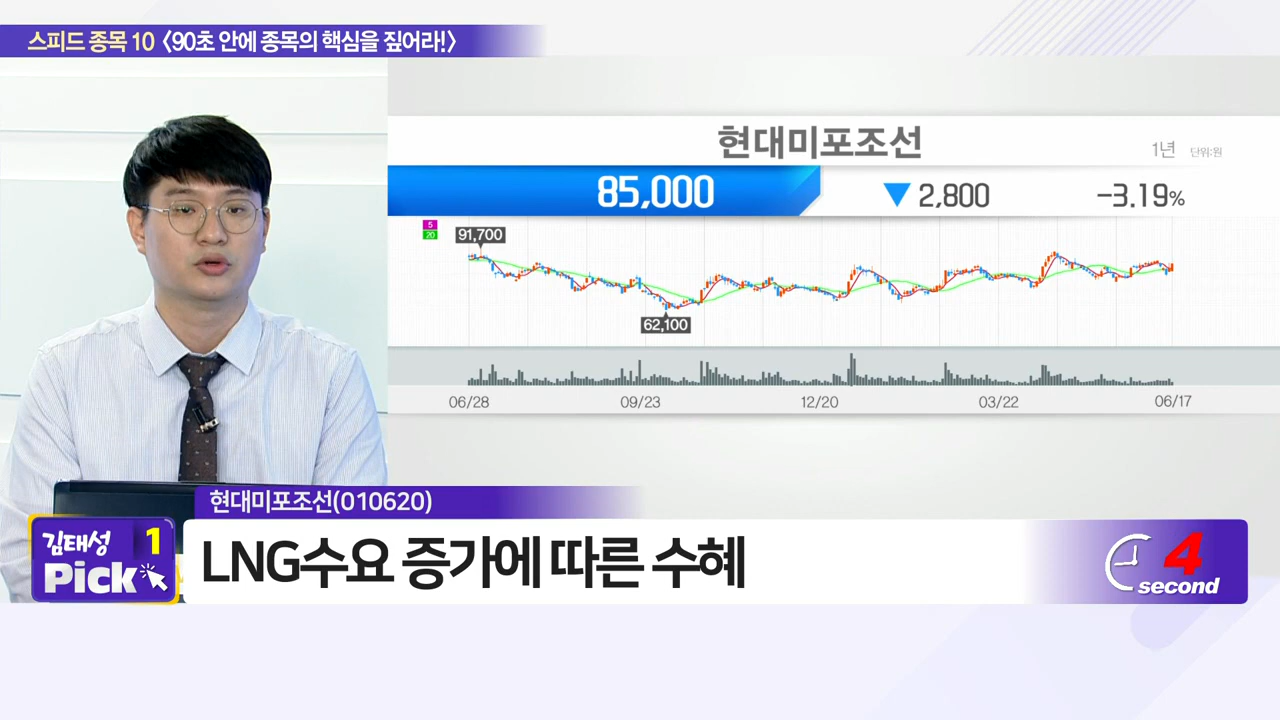 스피드 종목 10 〈90초 안에 종목의 핵심을 짚어라!〉
현대미포조선
1년 단위:원
85,000 ▼ 2,800 -3.19%
5
20
91,700
62,100
06/28 09/23 12/20 03/22 06/17
현대미포조선(010620)
김태성 1
Pick
LNG수요 증가에 따른 수혜
4
second